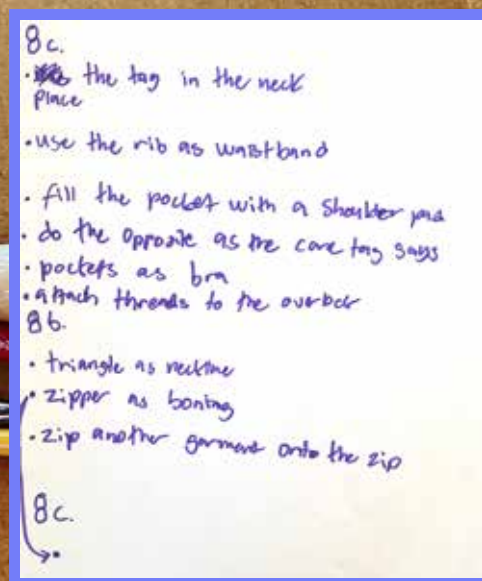 8c.
• the tag in the neck
place
• use the rib as waistband
• fill the pocket with a shoulder pad
• do the opposite as the care tag says
• pockets as bra
• attach threads to the
8b.
• triangle as neckline
• zipper as boning
• zip another garment onto the zip
8c.
•